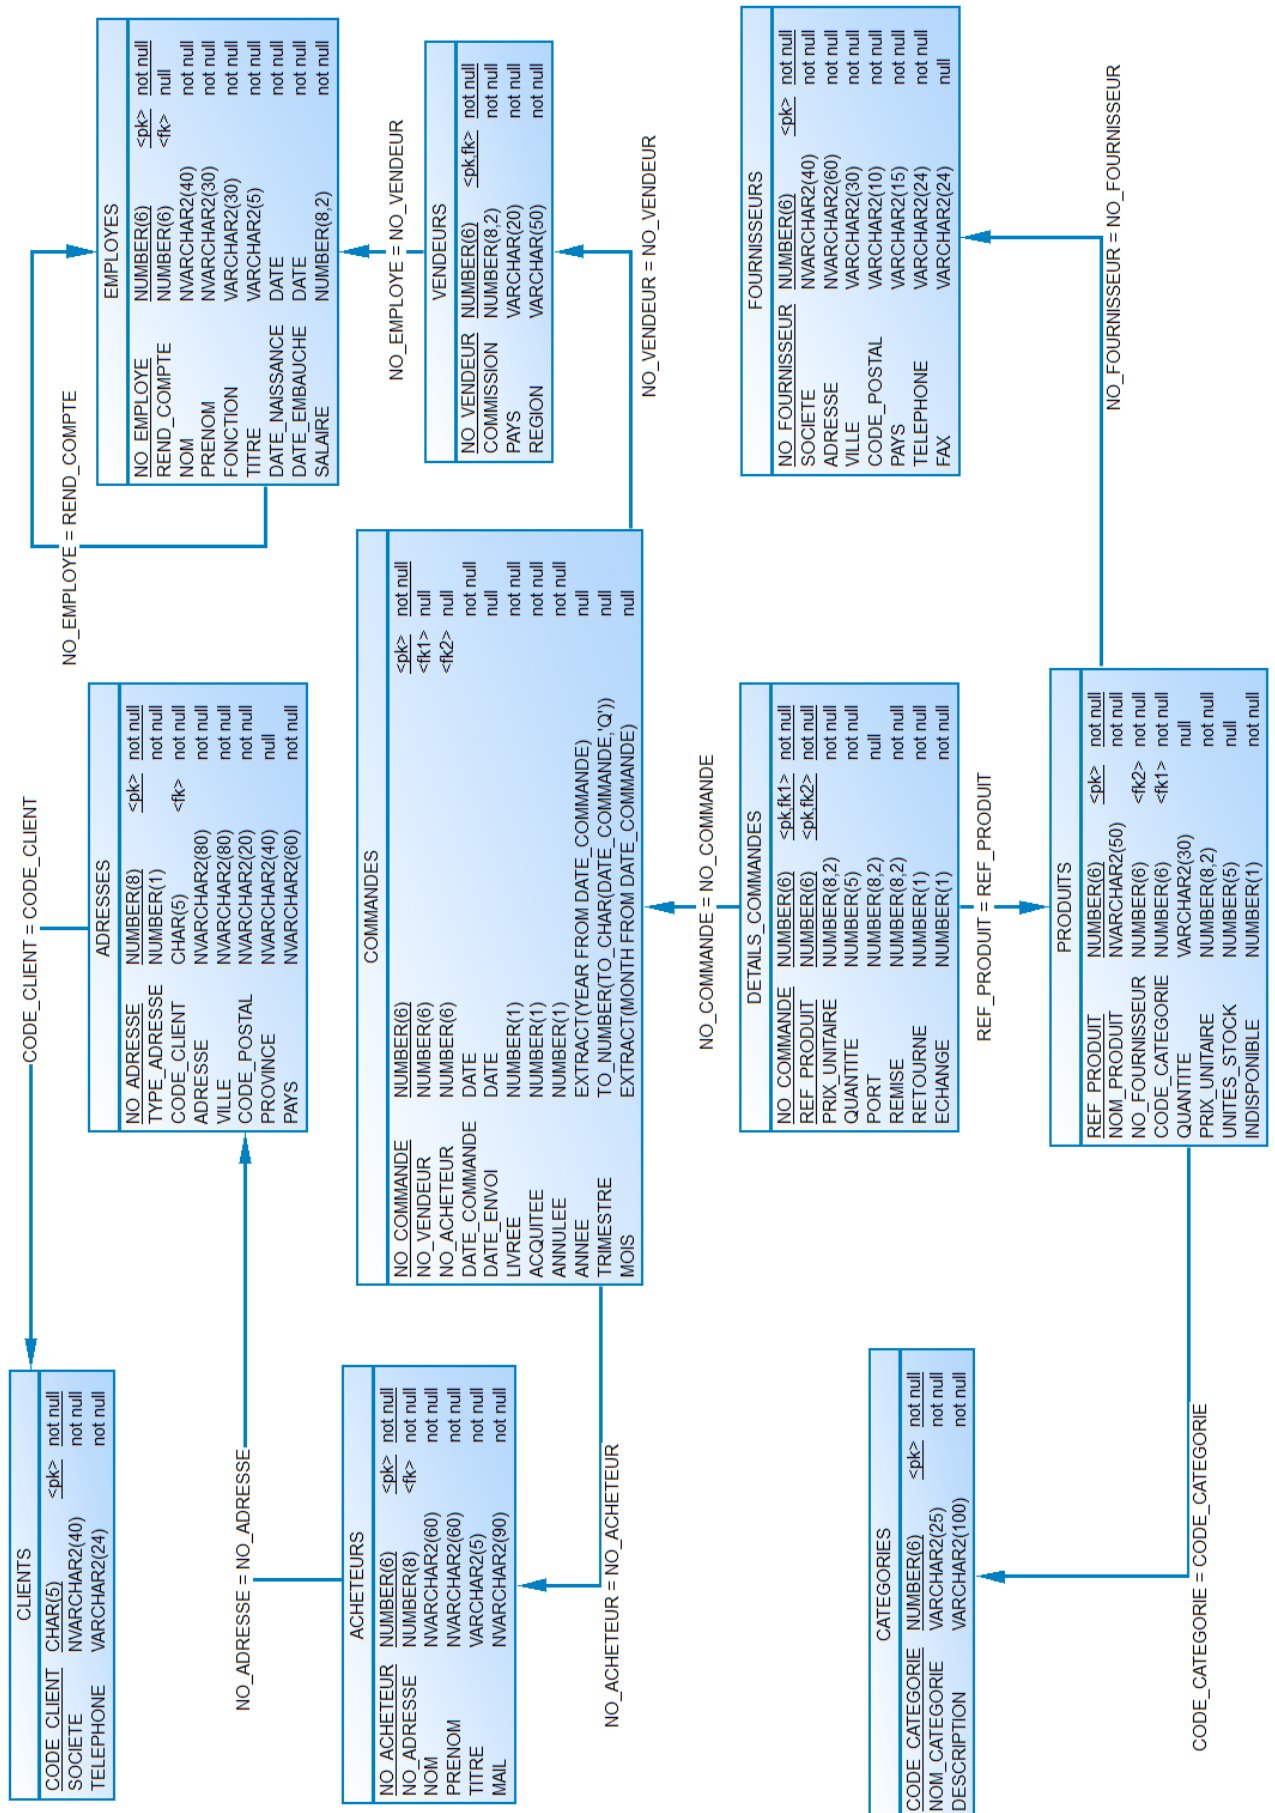 CLIENTS
CODE_CLIENT CHAR(5) <pk> not null
SOCIETE NVARCHAR2(40) not null
TELEPHONE VARCHAR2(24) not null
CODE_CLIENT = CODE_CLIENT
ADRESSES
NO_ADRESSE NUMBER(8) <pk> not null
TYPE_ADRESSE NUMBER(1) not null
CODE_CLIENT CHAR(5) <fk> not null
ADRESSE NVARCHAR2(80) not null
VILLE NVARCHAR2(80) not null
CODE_POSTAL NVARCHAR2(20) not null
PROVINCE NVARCHAR2(40) null
PAYS NVARCHAR2(60) not null
NO_EMPLOYE = REND_COMPTE
EMPLOYES
NO_EMPLOYE NUMBER(6) <pk> not null
REND_COMPTE NUMBER(6) <fk> null
NOM NVARCHAR2(40) not null
PRENOM NVARCHAR2(30) not null
FONCTION VARCHAR2(30) not null
TITRE VARCHAR2(5) not null
DATE_NAISSANCE DATE not null
DATE_EMBAUCHE DATE not null
SALAIRE NUMBER(8,2) not null
NO_ADRESSE = NO_ADRESSE
NO_EMPLOYE = NO_VENDEUR
ACHETEURS
NO_ACHETEUR NUMBER(6) <pk> not null
NO_ADRESSE NUMBER(8) <fk> not null
NOM NVARCHAR2(60) not null
PRENOM NVARCHAR2(60) not null
TITRE VARCHAR2(5) not null
MAIL NVARCHAR2(90) not null
COMMANDES
NO_COMMANDE NUMBER(6) <pk> not null
NO_VENDEUR NUMBER(6) <fk1> null
NO_ACHETEUR NUMBER(6) <fk2> null
DATE_COMMANDE DATE not null
DATE_ENVOI DATE null
LIVREE NUMBER(1) not null
ACQUITEE NUMBER(1) not null
ANNULEE NUMBER(1) not null
ANNEE EXTRACT(YEAR FROM DATE_COMMANDE) null
TRIMESTRE TO_NUMBER(TO_CHAR(DATE_COMMANDE,'Q')) null
MOIS EXTRACT(MONTH FROM DATE_COMMANDE) null
VENDEURS
NO_VENDEUR NUMBER(6) <pk,fk> not null
COMMISSION NUMBER(8,2) not null
PAYS VARCHAR(20) not null
REGION VARCHAR(50) not null
NO_ACHETEUR = NO_ACHETEUR
NO_VENDEUR = NO_VENDEUR
NO_COMMANDE = NO_COMMANDE
DETAILS_COMMANDES
NO_COMMANDE NUMBER(6) <pk,fk1> not null
REF_PRODUIT NUMBER(6) <pk,fk2> not null
PRIX_UNITAIRE NUMBER(8,2) not null
QUANTITE NUMBER(5) not null
PORT NUMBER(8,2) null
REMISE NUMBER(8,2) not null
RETOURNE NUMBER(1) not null
ECHANGE NUMBER(1) not null
FOURNISSEURS
NO_FOURNISSEUR NUMBER(6) <pk> not null
SOCIETE NVARCHAR2(40) not null
ADRESSE NVARCHAR2(60) not null
VILLE VARCHAR2(30) not null
CODE_POSTAL VARCHAR2(10) not null
PAYS VARCHAR2(15) not null
TELEPHONE VARCHAR2(24) not null
FAX VARCHAR2(24) null
CATEGORIES
CODE_CATEGORIE NUMBER(6) <pk> not null
NOM_CATEGORIE VARCHAR2(25) not null
DESCRIPTION VARCHAR2(100) not null
REF_PRODUIT = REF_PRODUIT
PRODUITS
REF_PRODUIT NUMBER(6) <pk> not null
NOM_PRODUIT NVARCHAR2(50) not null
NO_FOURNISSEUR NUMBER(6) <fk2> not null
CODE_CATEGORIE NUMBER(6) <fk1> not null
QUANTITE VARCHAR2(30) null
PRIX_UNITAIRE NUMBER(8,2) not null
UNITES_STOCK NUMBER(5) null
INDISPONIBLE NUMBER(1) not null
NO_FOURNISSEUR = NO_FOURNISSEUR
CODE_CATEGORIE = CODE_CATEGORIE